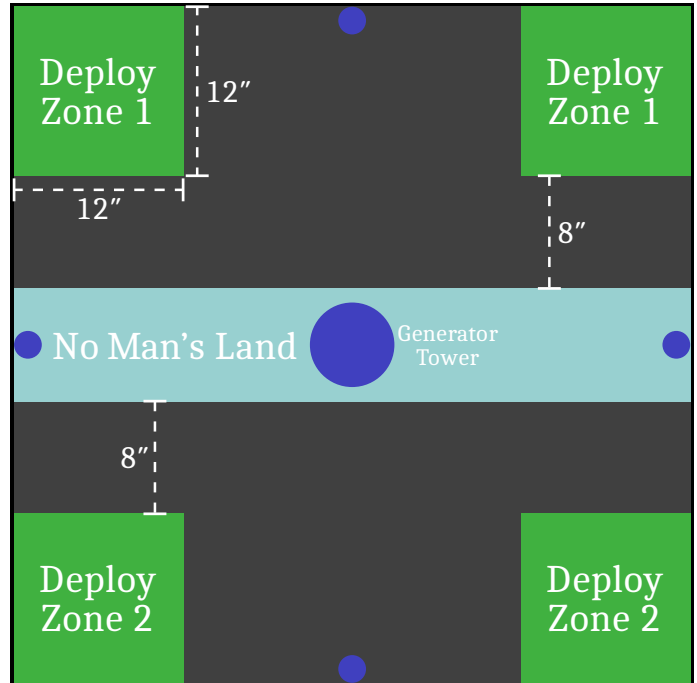 Deploy
Zone 1
Deploy
Zone 1
12″
12″
8″
No Man’s Land
Generator
Tower
8″
Deploy
Zone 2
Deploy
Zone 2